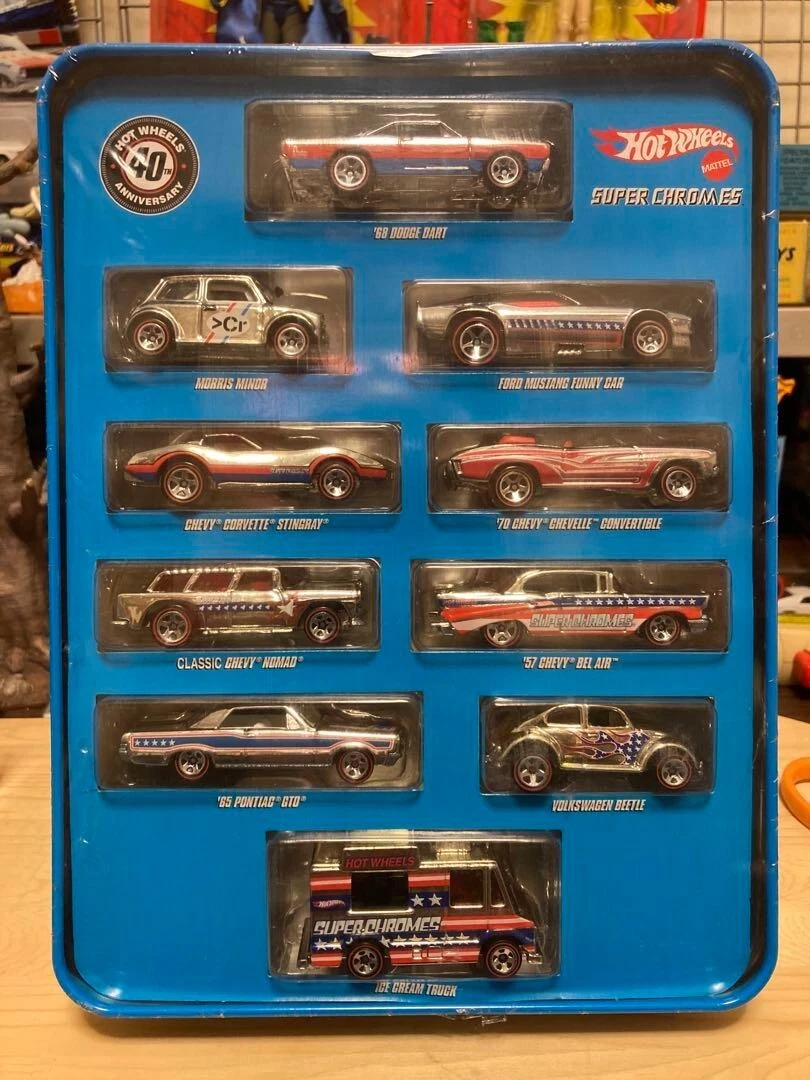 HOT WHEELS
40TH
ANNIVERSARY
HOT WHEELS
MATTEL
SUPER CHROMES
'68 DODGE DART
>Cr
MORRIS MINOR
FORD MUSTANG FUNNY CAR
CHEVY® CORVETTE® STINGRAY®
'70 CHEVY® CHEVELLE™ CONVERTIBLE
CLASSIC CHEVY® NOMAD®
SUPER CHROMES
'57 CHEVY® BEL AIR™
'65 PONTIAC® GTO®
VOLKSWAGEN BEETLE
HOT WHEELS
HOT WHEELS
SUPER CHROMES
ICE CREAM TRUCK